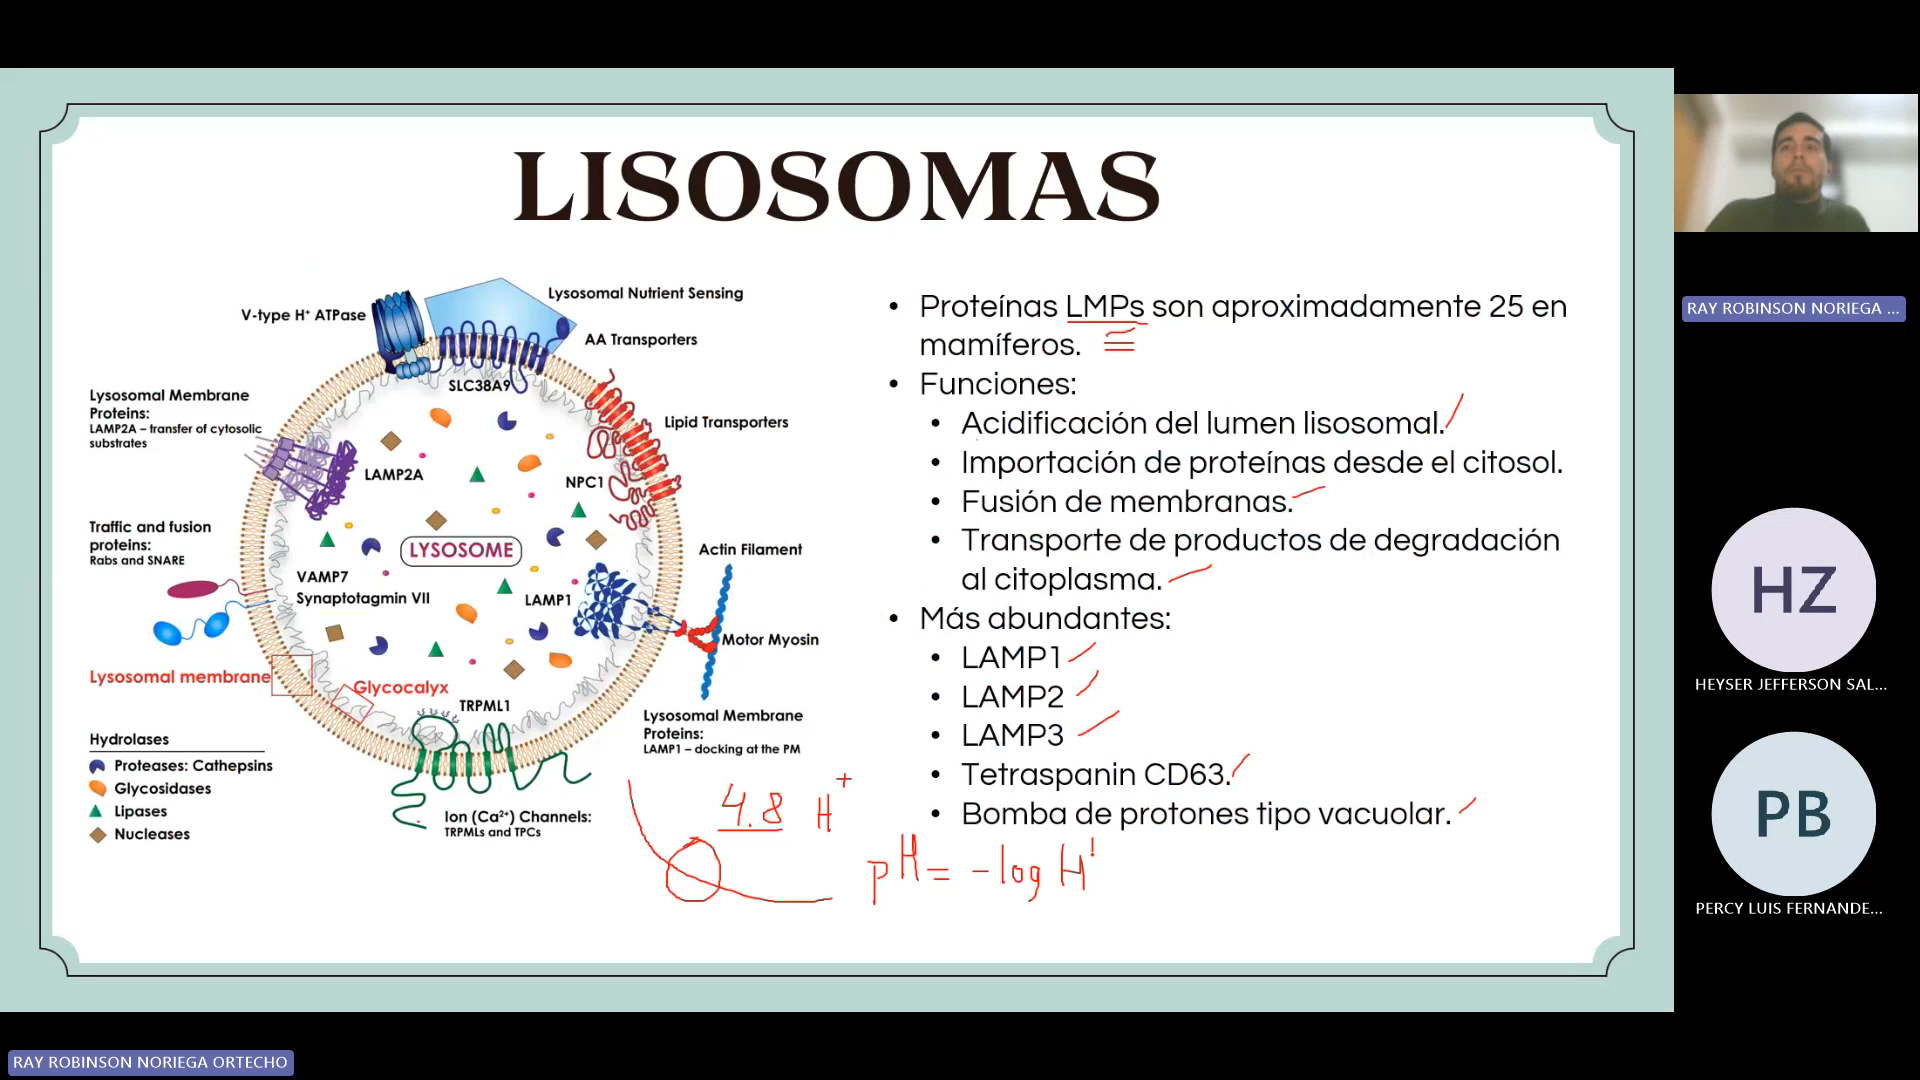 LISOSOMAS
V-type H⁺ ATPase
Lysosomal Nutrient Sensing
AA Transporters
SLC38A9
Lysosomal Membrane
Proteins:
LAMP2A – transfer of cytosolic
substrates
Lipid Transporters
LAMP2A
NPC1
Traffic and fusion
proteins:
Rabs and SNARE
LYSOSOME
Actin Filament
VAMP7
Synaptotagmin VII
LAMP1
Motor Myosin
Lysosomal membrane
Glycocalyx
TRPML1
Lysosomal Membrane
Proteins:
LAMP1 – docking at the PM
Hydrolases
Proteases: Cathepsins
Glycosidases
Lipases
Nucleases
Ion (Ca²⁺) Channels:
TRPMLs and TPCs
• Proteínas LMPs son aproximadamente 25 en
mamíferos.
• Funciones:
• Acidificación del lumen lisosomal.
• Importación de proteínas desde el citosol.
• Fusión de membranas.
• Transporte de productos de degradación
al citoplasma.
• Más abundantes:
• LAMP1
• LAMP2
• LAMP3
• Tetraspanin CD63.
• Bomba de protones tipo vacuolar.
4.8 H⁺
pH = -log H⁺
RAY ROBINSON NORIEGA ...
HZ
HEYSER JEFFERSON SAL...
PB
PERCY LUIS FERNANDE...
RAY ROBINSON NORIEGA ORTECHO